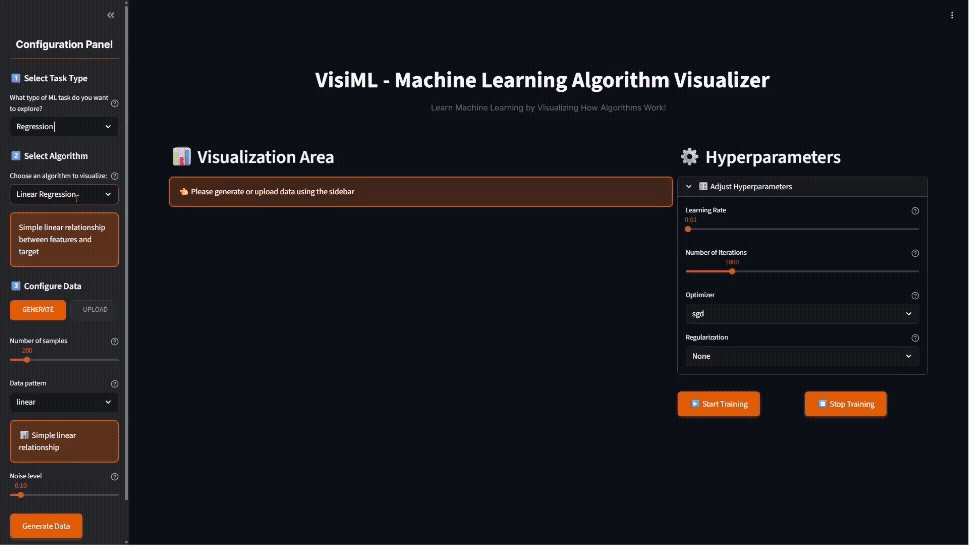 Configuration Panel
1 Select Task Type
What type of ML task do you want
to explore?
Regression
2 Select Algorithm
Choose an algorithm to visualize:
Linear Regression
Simple linear relationship
between features and
target
3 Configure Data
GENERATE
UPLOAD
Number of samples
200
Data pattern
linear
Simple linear
relationship
Noise level
0.10
Generate Data
VisiML - Machine Learning Algorithm Visualizer
Learn Machine Learning by Visualizing How Algorithms Work!
Visualization Area
Please generate or upload data using the sidebar
Hyperparameters
Adjust Hyperparameters
Learning Rate
0.01
Number of Iterations
1000
Optimizer
sgd
Regularization
None
Start Training
Stop Training